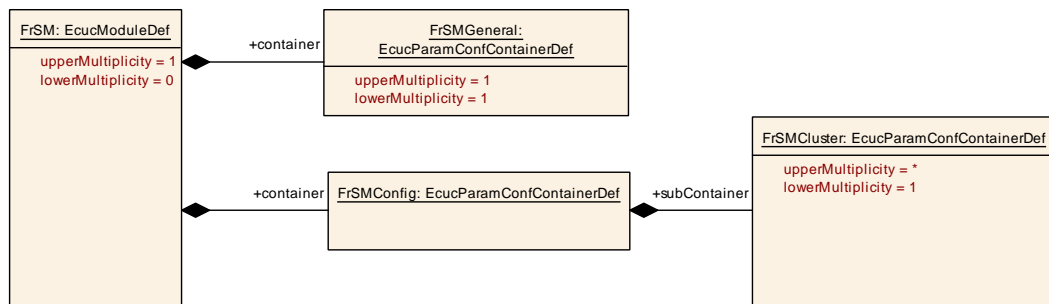 FrSM: EcucModuleDef
upperMultiplicity = 1
lowerMultiplicity = 0
+container
FrSMGeneral:
EcucParamConfContainerDef
upperMultiplicity = 1
lowerMultiplicity = 1
+container
FrSMConfig: EcucParamConfContainerDef
+subContainer
FrSMCluster: EcucParamConfContainerDef
upperMultiplicity = *
lowerMultiplicity = 1